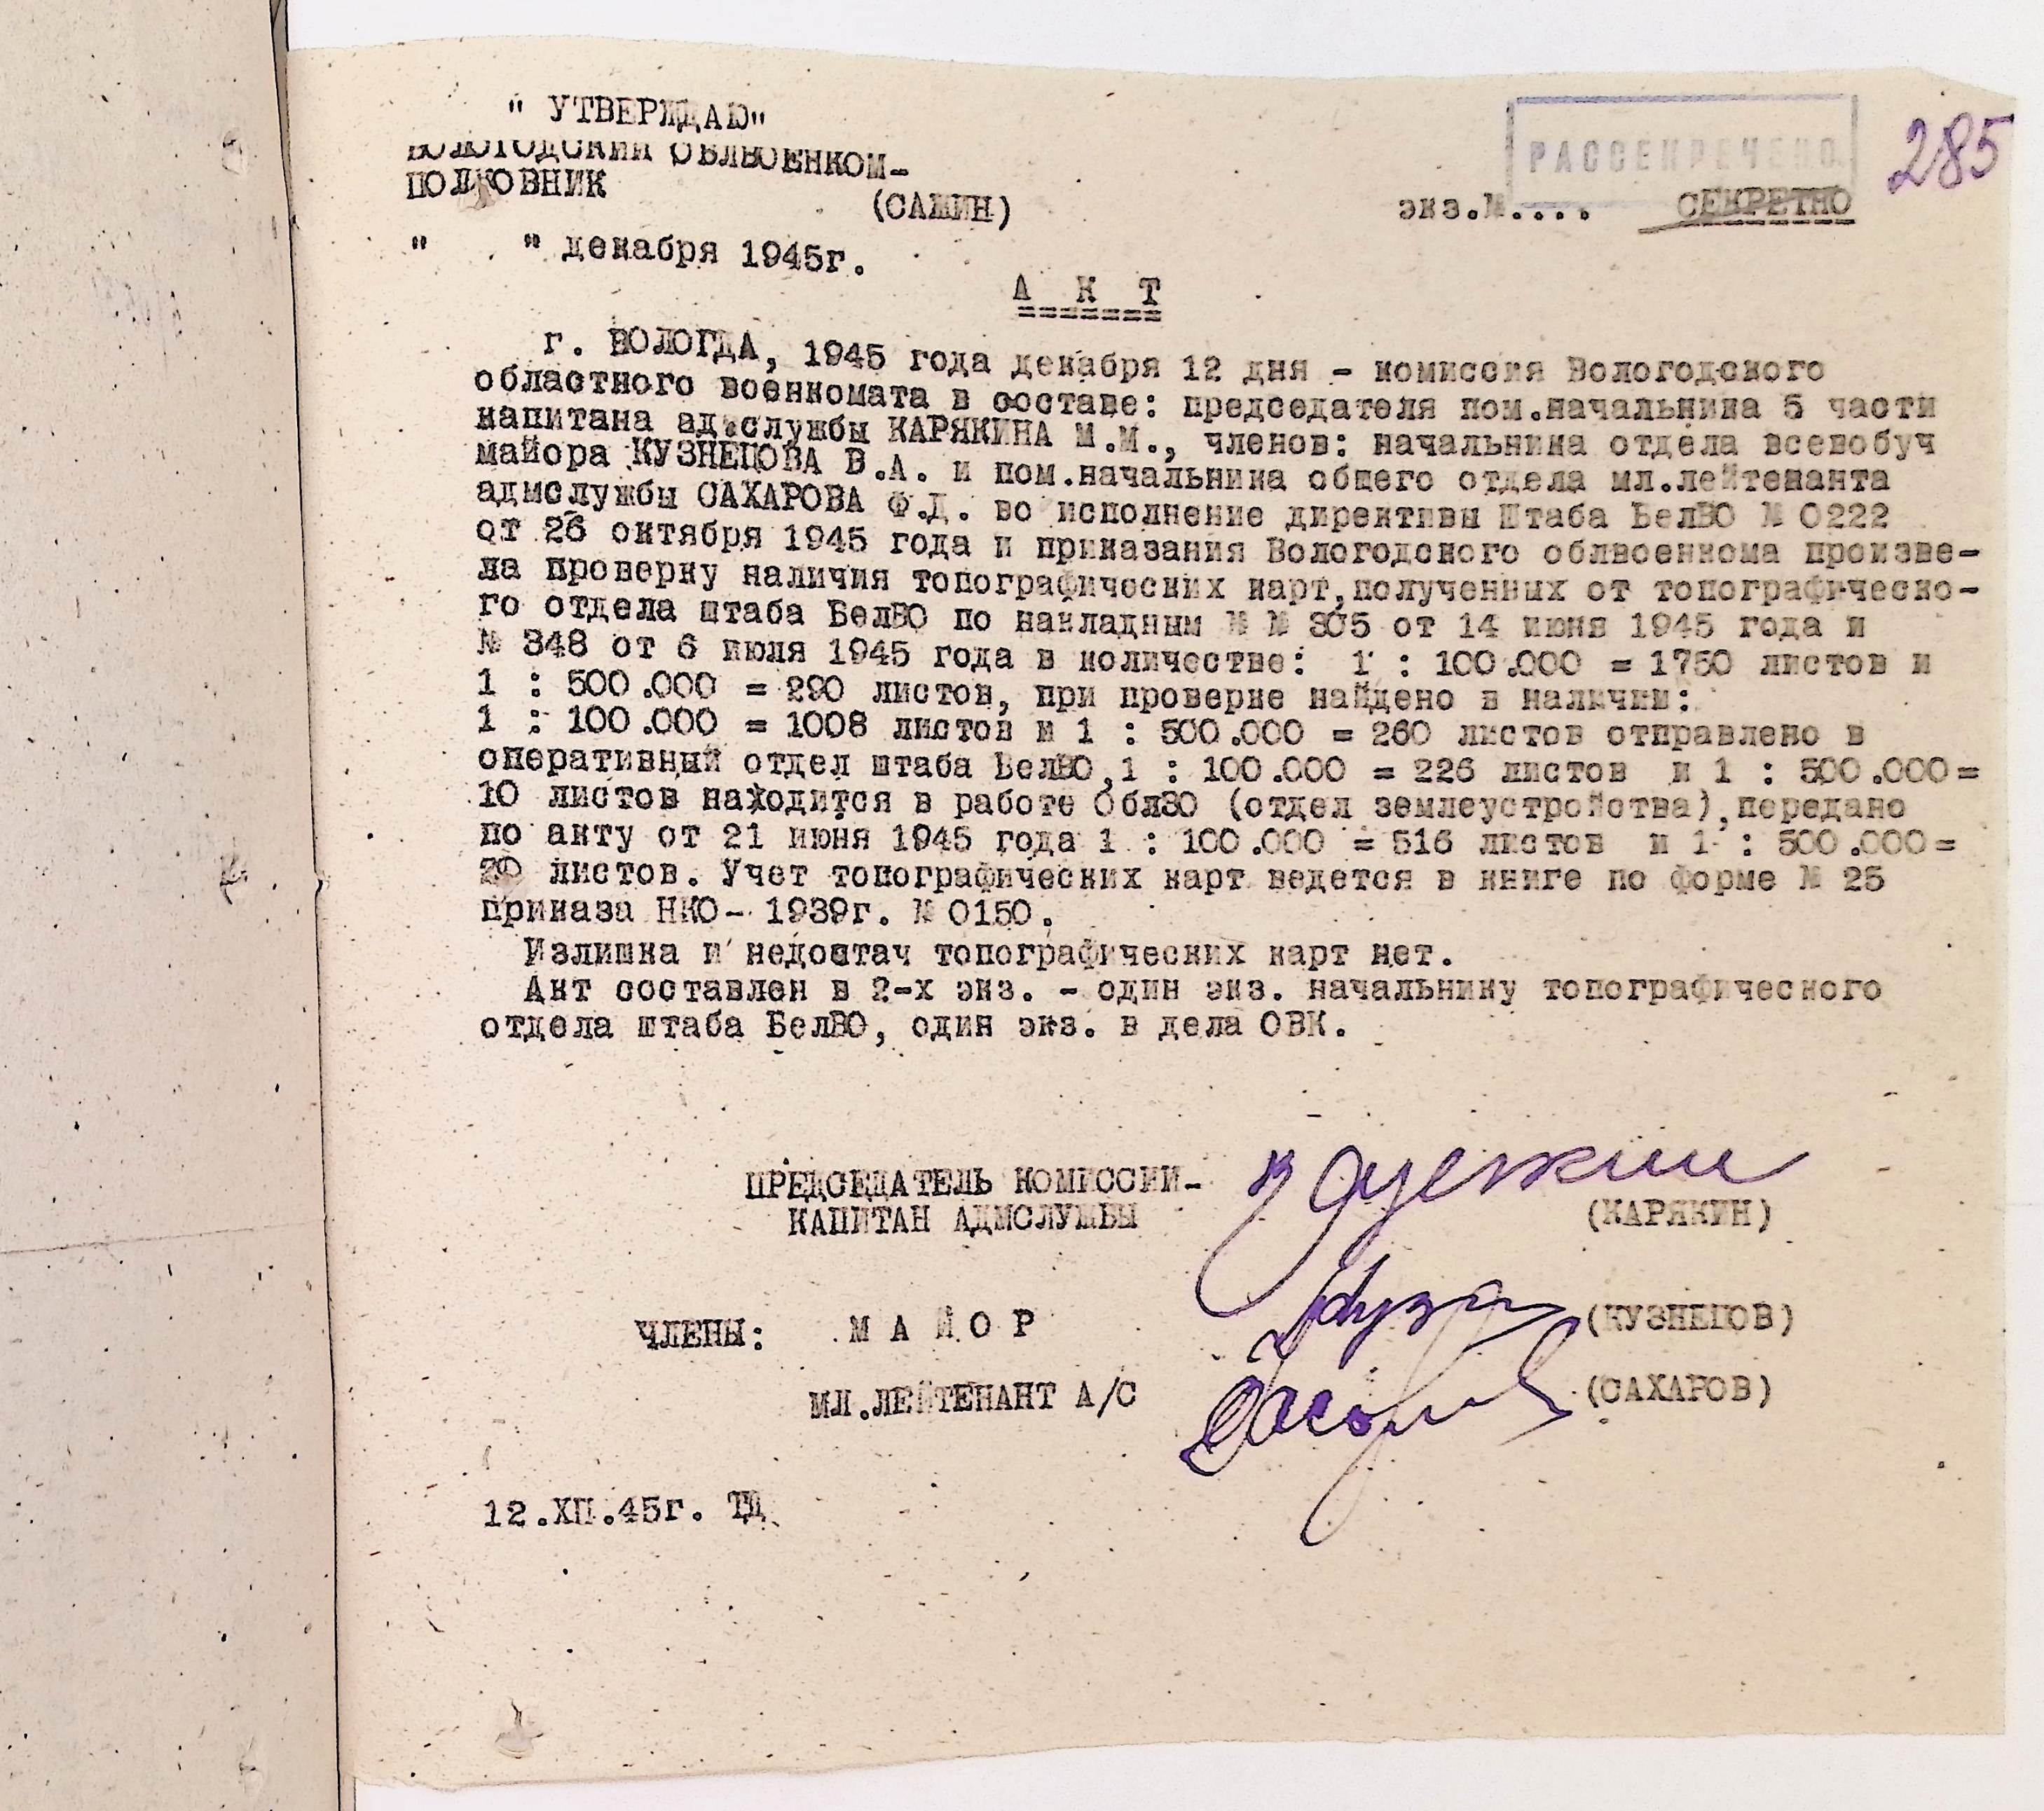 " УТВЕРЖДАЮ"
ВОЛОГОДСКИЙ ОБЛВОЕНКОМ-
ПОЛКОВНИК
(САШИН)
" " декабря 1945г.
РАССЕКРЕЧЕНО
285
экз.№.... СЕКРЕТНО
А К Т
г. ВОЛОГДА, 1945 года декабря 12 дня - комиссия Вологодского
областного военкомата в составе: председателя пом.начальника 5 части
капитана адмслужбы КАРЯКИНА М.М., членов: начальника отдела всевобуч
майора КУЗНЕЦОВА В.А. и пом.начальника общего отдела мл.лейтенанта
адмслужбы САХАРОВА Ф.Д. во исполнение директивы Штаба БелВО № 0222
от 26 октября 1945 года и приказания Вологодского облвоенкома произве-
ла проверку наличия топографических карт,полученных от топографическо-
го отдела штаба БелВО по накладным № № 305 от 14 июня 1945 года и
№ 348 от 6 июля 1945 года в количестве: 1 : 100.000 = 1750 листов и
1 : 500.000 = 290 листов, при проверке найдено в наличии:
1 : 100.000 = 1008 листов и 1 : 500.000 = 260 листов отправлено в
оперативный отдел штаба БелВО,1 : 100.000 = 226 листов и 1 : 500.000=
10 листов находится в работе ОблЗО (отдел землеустройства),передано
по акту от 21 июня 1945 года 1 : 100.000 = 516 листов и 1 : 500.000=
20 листов. Учет топографических карт ведется в книге по форме № 25
приказа НКО- 1939г. № 0150.
Излишка и недостач топографических карт нет.
Акт составлен в 2-х экз. - один экз. начальнику топографического
отдела штаба БелВО, один экз. в дела ОВК.
ПРЕДСЕДАТЕЛЬ КОМИССИИ-
КАПИТАН АДМСЛУЖБЫ
(КАРЯКИН)
ЧЛЕНЫ: М А Й О Р
(КУЗНЕЦОВ)
МЛ.ЛЕЙТЕНАНТ А/С
(САХАРОВ)
12.ХП.45г. ТД